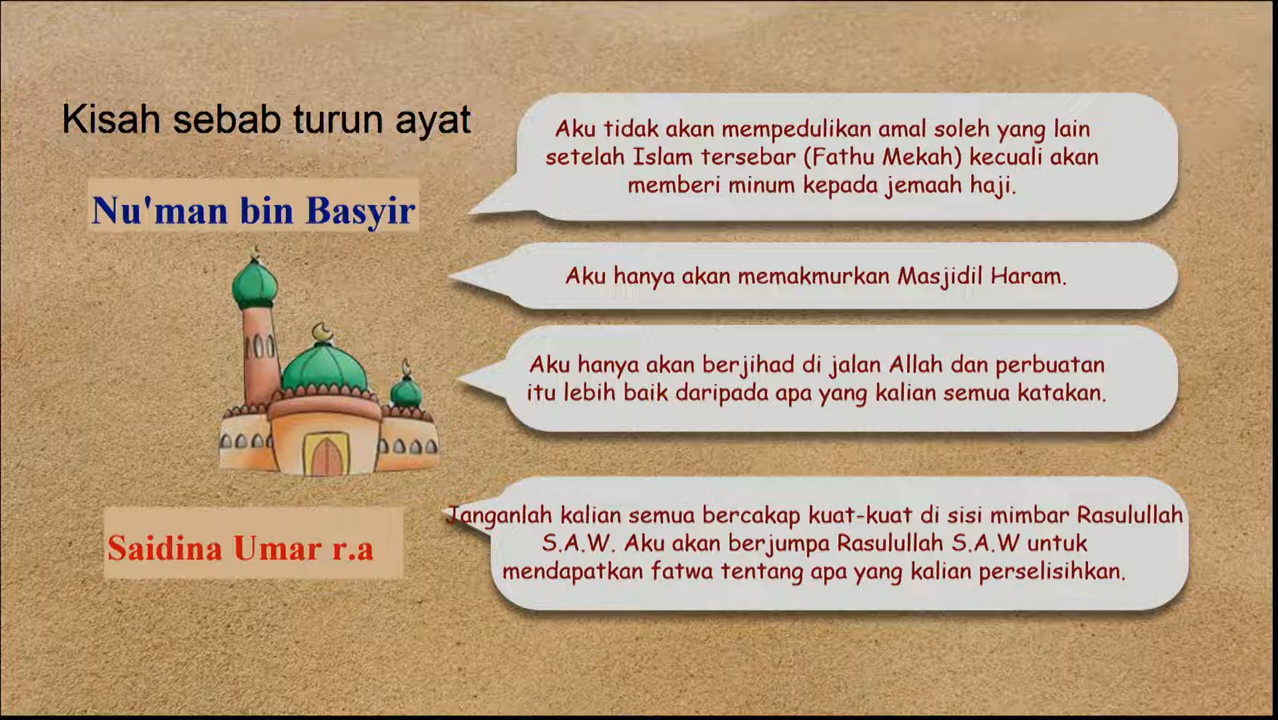 Kisah sebab turun ayat
Nu'man bin Basyir
Aku tidak akan mempedulikan amal soleh yang lain
setelah Islam tersebar (Fathu Mekah) kecuali akan
memberi minum kepada jemaah haji.
Aku hanya akan memakmurkan Masjidil Haram.
Aku hanya akan berjihad di jalan Allah dan perbuatan
itu lebih baik daripada apa yang kalian semua katakan.
Saidina Umar r.a
Janganlah kalian semua bercakap kuat-kuat di sisi mimbar Rasulullah
S.A.W. Aku akan berjumpa Rasulullah S.A.W untuk
mendapatkan fatwa tentang apa yang kalian perselisihkan.